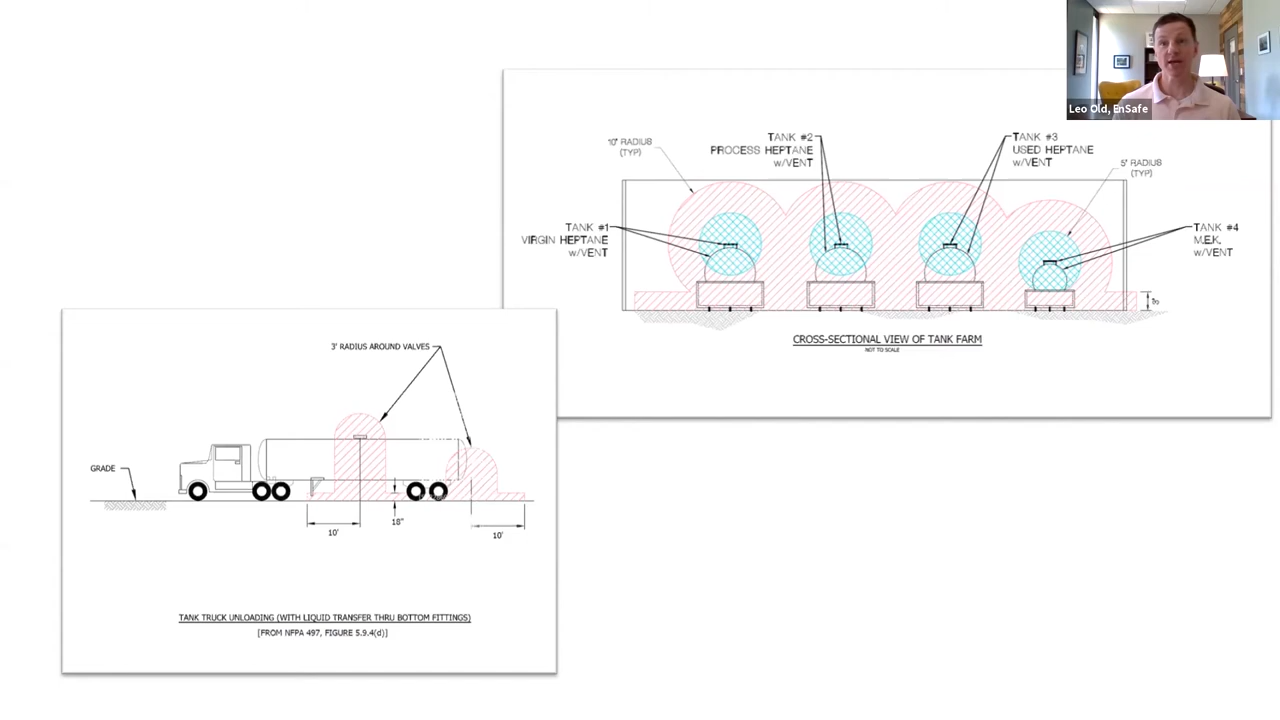 Leo Old, EnSafe
10' RADIUS
(TYP)
TANK #2
PROCESS HEPTANE
w/VENT
TANK #3
USED HEPTANE
w/VENT
5' RADIUS
(TYP)
TANK #1
VIRGIN HEPTANE
w/VENT
TANK #4
M.E.K.
w/VENT
CROSS-SECTIONAL VIEW OF TANK FARM
NOT TO SCALE
3' RADIUS AROUND VALVES
GRADE
18"
10'
10'
TANK TRUCK UNLOADING (WITH LIQUID TRANSFER THRU BOTTOM FITTINGS)
[FROM NFPA 497, FIGURE 5.9.4(d)]